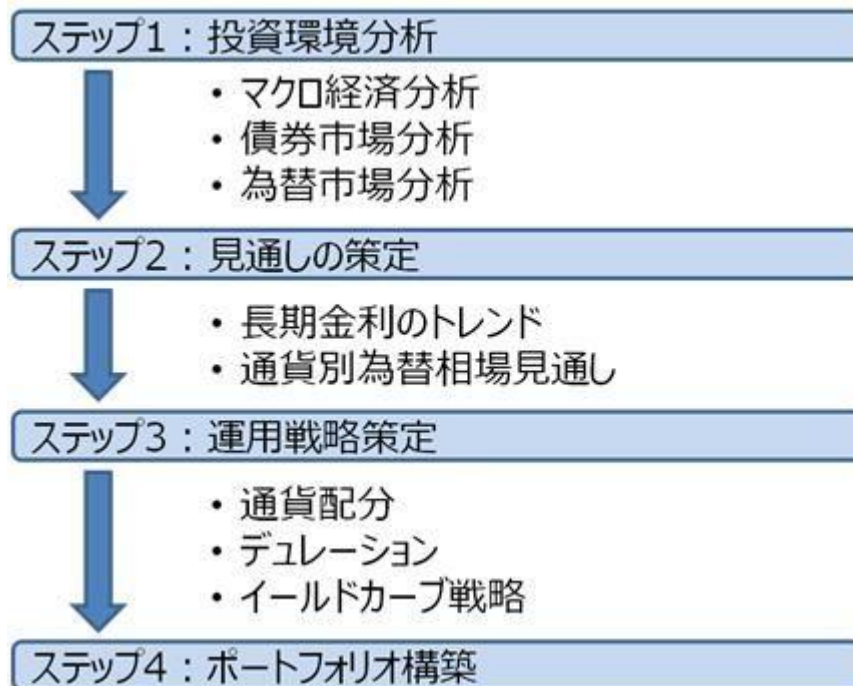 ステップ1：投資環境分析
・マクロ経済分析
・債券市場分析
・為替市場分析
ステップ2：見通しの策定
・長期金利のトレンド
・通貨別為替相場見通し
ステップ3：運用戦略策定
・通貨配分
・デュレーション
・イールドカーブ戦略
ステップ4：ポートフォリオ構築